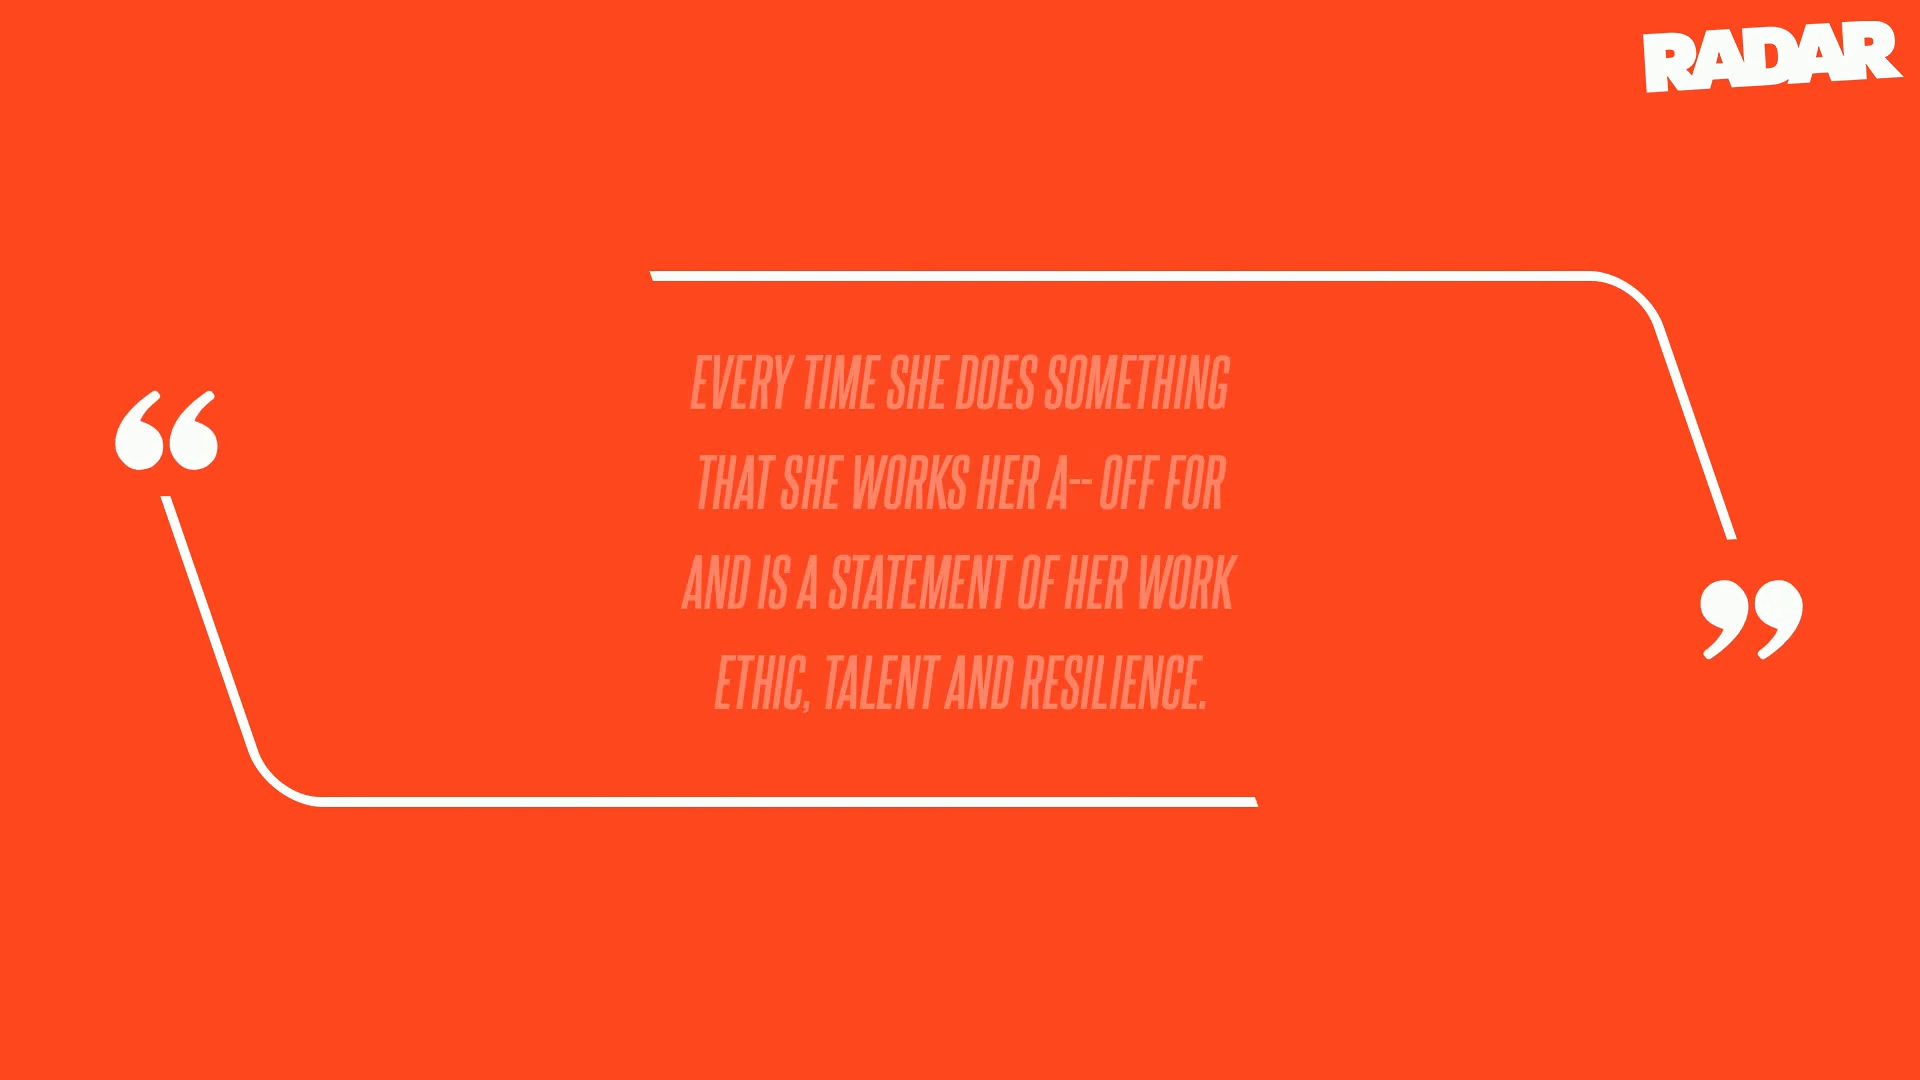 RADAR
“
EVERY TIME SHE DOES SOMETHING
THAT SHE WORKS HER A-- OFF FOR
AND IS A STATEMENT OF HER WORK
ETHIC, TALENT AND RESILIENCE.
”